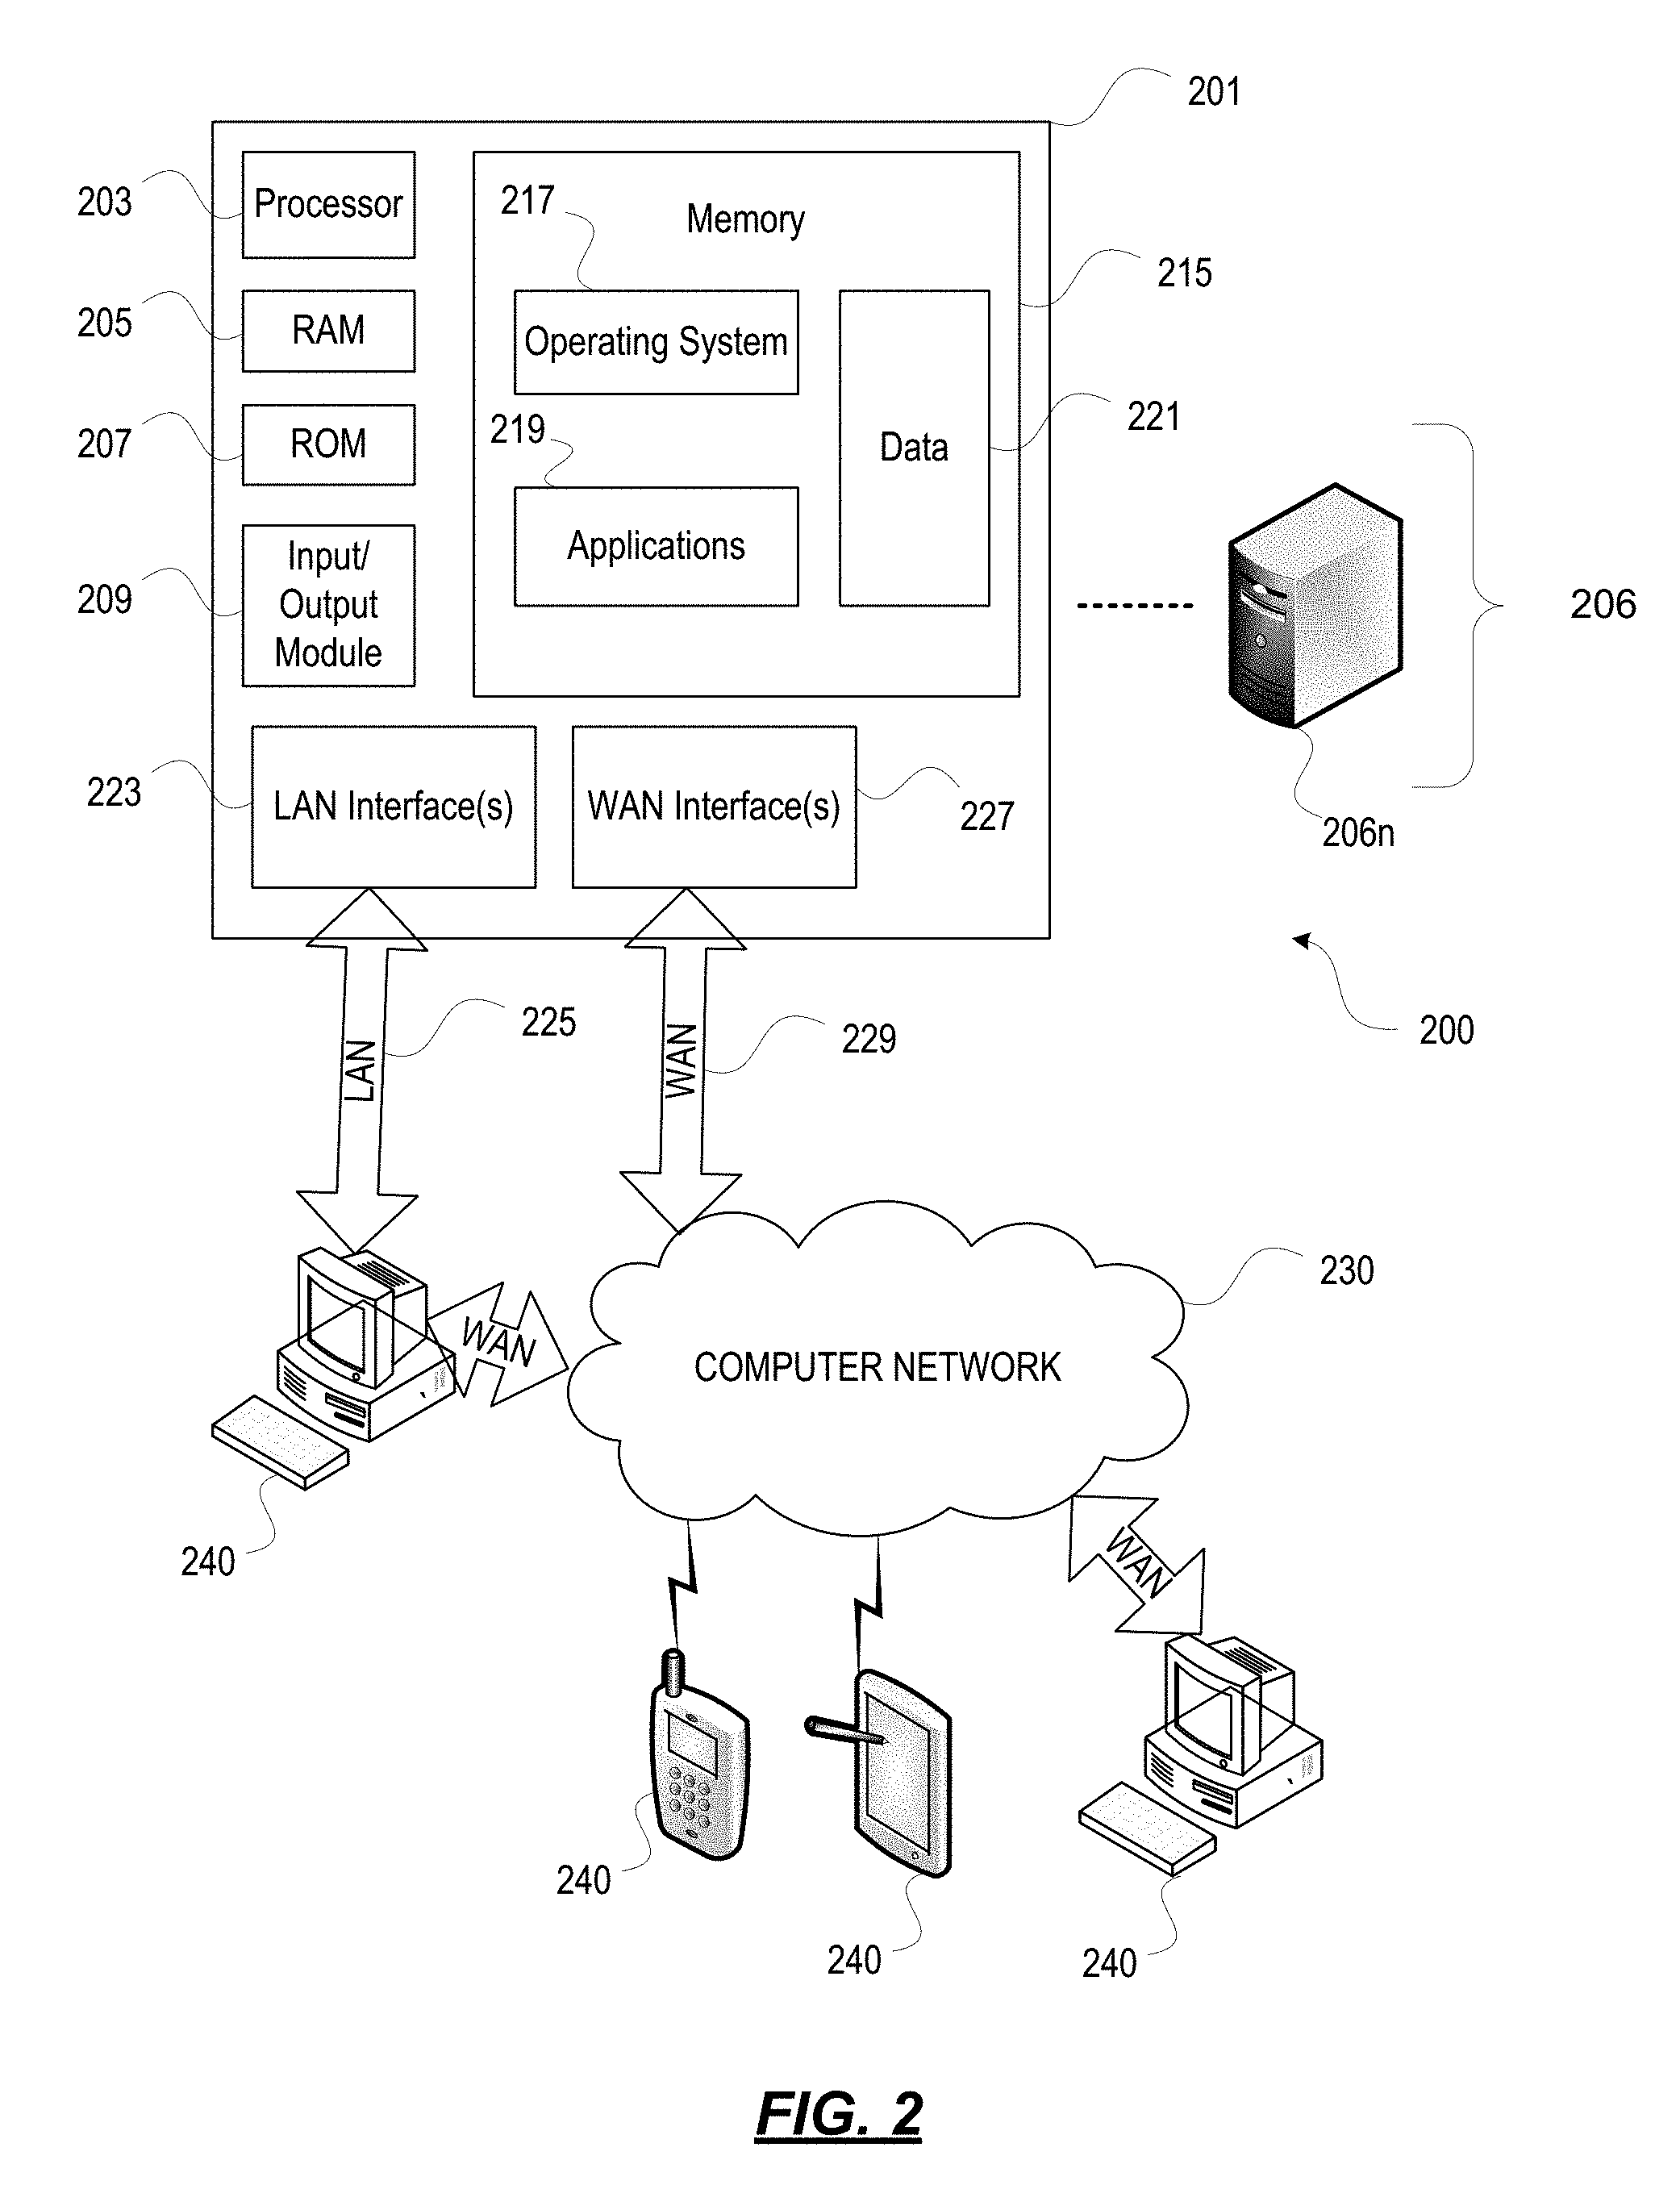 201
203
Processor
217
Memory
215
205
RAM
Operating System
221
207
ROM
219
Data
Applications
209
Input/
Output
Module
206
223
LAN Interface(s)
WAN Interface(s)
227
206n
225
LAN
WAN
229
200
230
WAN
COMPUTER NETWORK
240
WAN
240
240
240
FIG. 2